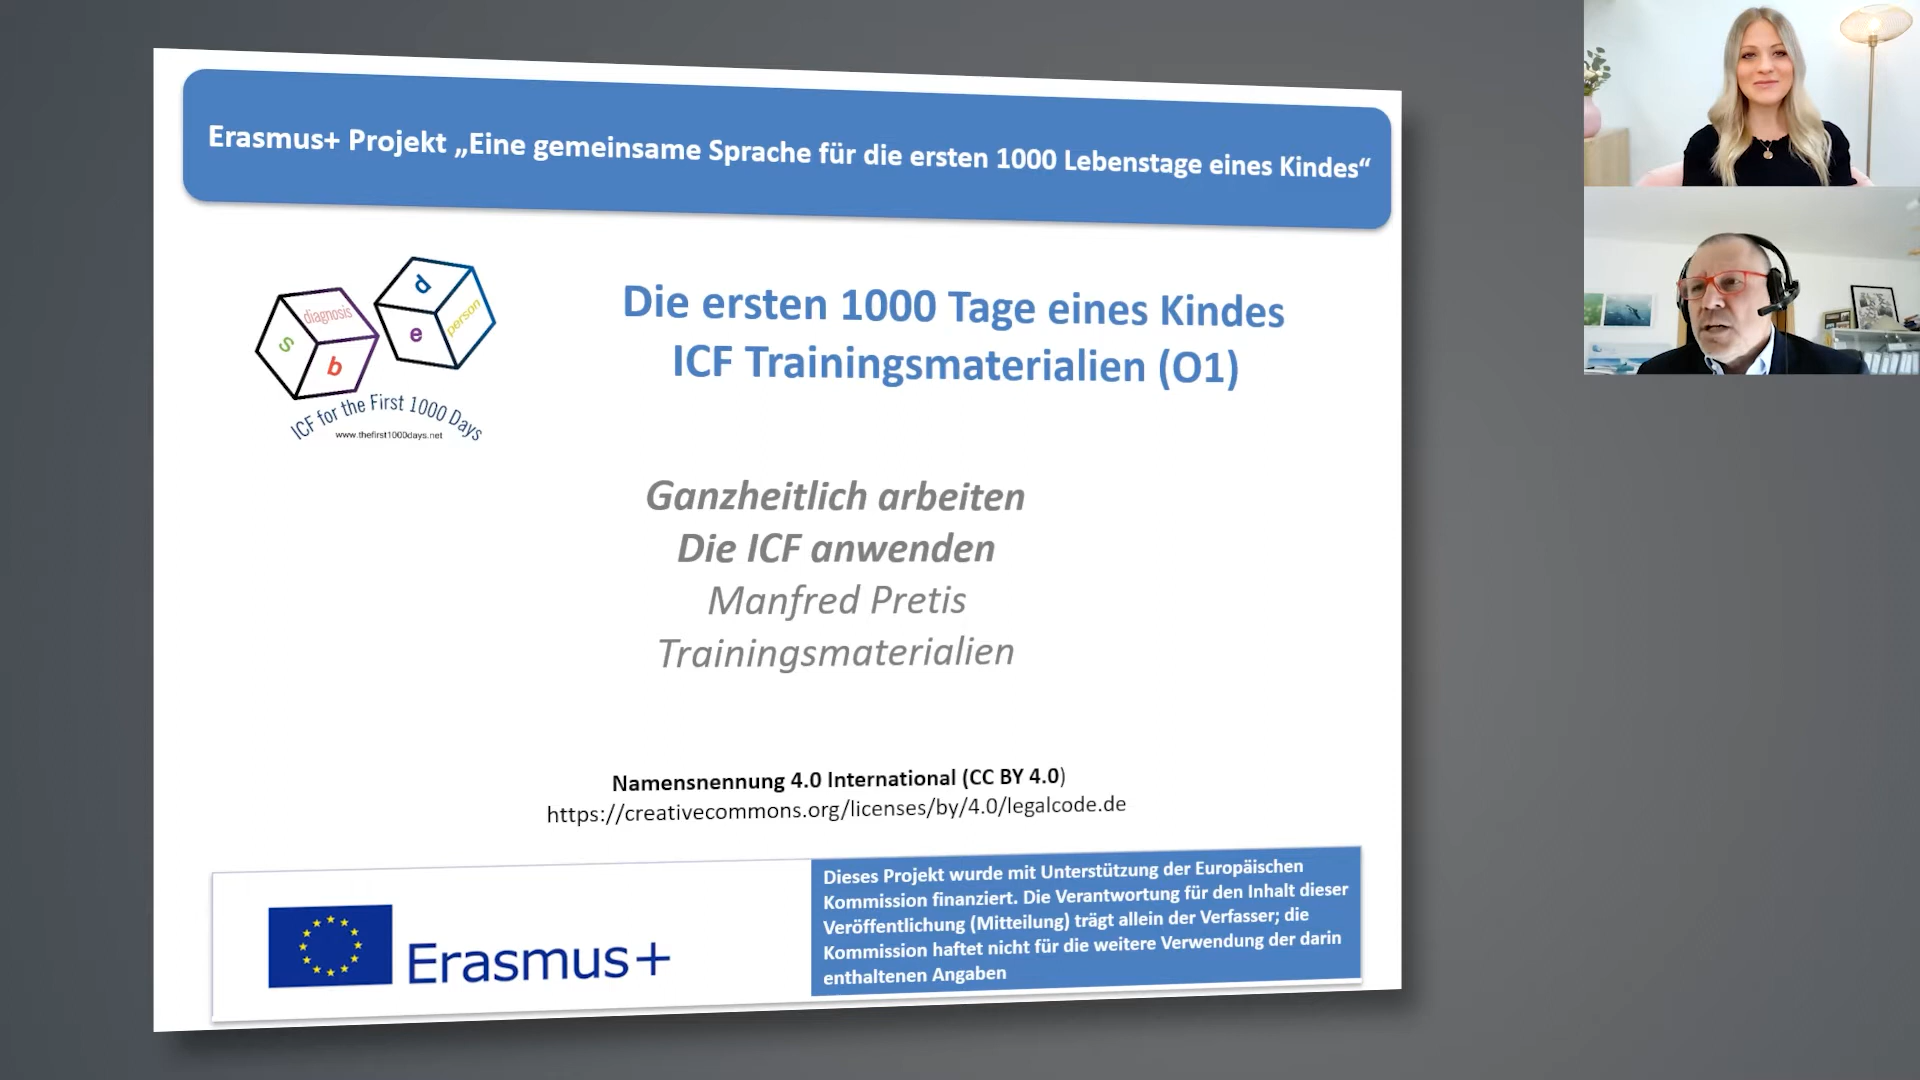 Erasmus+ Projekt „Eine gemeinsame Sprache für die ersten 1000 Lebenstage eines Kindes“
diagnosis
s
b
d
e
person
ICF for the First 1000 Days
www.thefirst1000days.net
Die ersten 1000 Tage eines Kindes
ICF Trainingsmaterialien (O1)
Ganzheitlich arbeiten
Die ICF anwenden
Manfred Pretis
Trainingsmaterialien
Namensnennung 4.0 International (CC BY 4.0)
https://creativecommons.org/licenses/by/4.0/legalcode.de
Erasmus+
Dieses Projekt wurde mit Unterstützung der Europäischen
Kommission finanziert. Die Verantwortung für den Inhalt dieser
Veröffentlichung (Mitteilung) trägt allein der Verfasser; die
Kommission haftet nicht für die weitere Verwendung der darin
enthaltenen Angaben